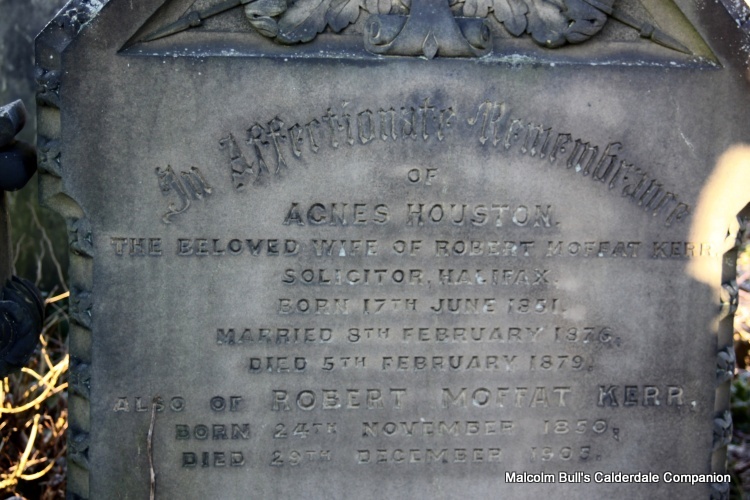 In Affectionate Remembrance
OF
AGNES HOUSTON.
THE BELOVED WIFE OF ROBERT MOFFAT KERR,
SOLICITOR, HALIFAX.
BORN 17TH JUNE 1851.
MARRIED 8TH FEBRUARY 1876,
DIED 5TH FEBRUARY 1879.
ALSO OF ROBERT MOFFAT KERR,
BORN 24TH NOVEMBER 1850,
DIED 29TH DECEMBER 1905.
Malcolm Bull's Calderdale Companion